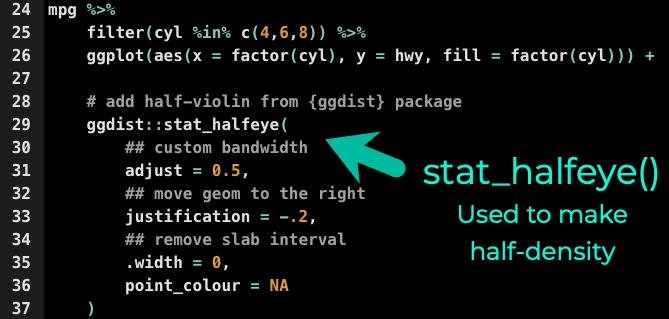 24 mpg %>%
25     filter(cyl %in% c(4,6,8)) %>%
26     ggplot(aes(x = factor(cyl), y = hwy, fill = factor(cyl))) +
27
28     # add half-violin from {ggdist} package
29     ggdist::stat_halfeye(
30         ## custom bandwidth
31         adjust = 0.5,
32         ## move geom to the right
33         justification = -.2,
34         ## remove slab interval
35         .width = 0,
36         point_colour = NA
37     )
stat_halfeye()
Used to make
half-density